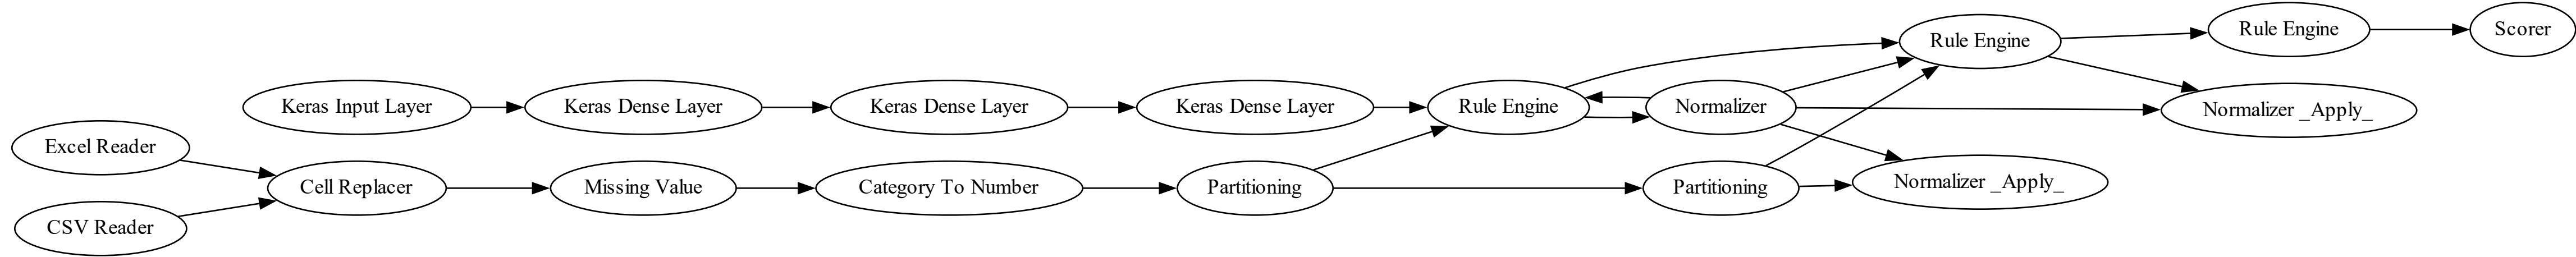 Rule Engine
Rule Engine
Scorer
Keras Input Layer
Keras Dense Layer
Keras Dense Layer
Keras Dense Layer
Rule Engine
Normalizer
Normalizer _Apply_
Excel Reader
Cell Replacer
Missing Value
Category To Number
Partitioning
Partitioning
Normalizer _Apply_
CSV Reader